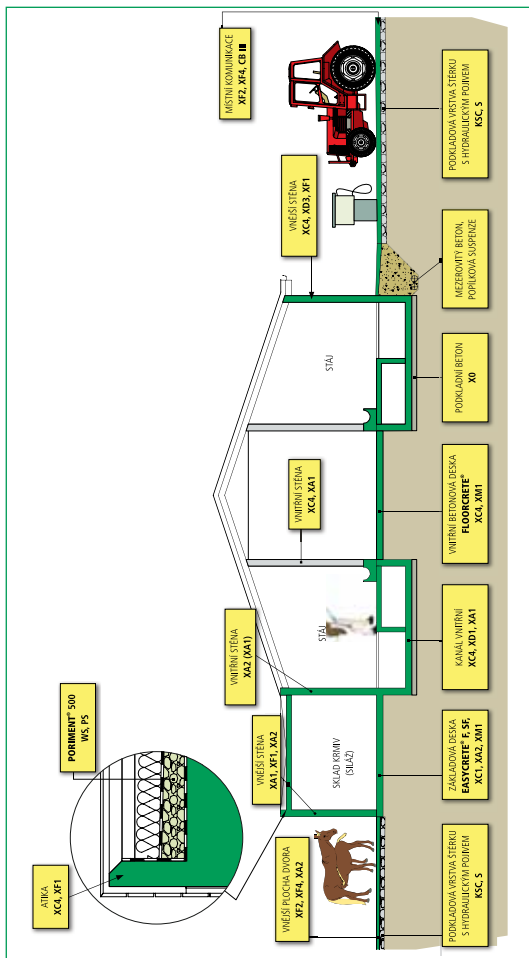 ATIKA
XC4, XF1
PORIMENT® 500
WS, PS
VNĚJŠÍ PLOCHA DVORA
XF2, XF4, XA2
VNĚJŠÍ STĚNA
XA1, XF1, XA2
VNITŘNÍ STĚNA
XA2 (XA1)
VNITŘNÍ STĚNA
XC4, XA1
VNĚJŠÍ STĚNA
XC4, XD3, XF1
MÍSTNÍ KOMUNIKACE
XF2, XF4, CB III
SKLAD KRMIV
(SILÁŽ)
STÁJ
STÁJ
PODKLADOVÁ VRSTVA ŠTĚRKU
S HYDRAULICKÝM POJIVEM
KSC, S
ZÁKLADOVÁ DESKA
EASYCRETE® F, SF,
XC1, XA2, XM1
KANÁL VNITŘNÍ
XC4, XD1, XA1
VNITŘNÍ BETONOVÁ DESKA
FLOORCRETE®
XC4, XM1
PODKLADNÍ BETON
X0
MEZEROVITÝ BETON,
POPÍLKOVÁ SUSPENZE
PODKLADOVÁ VRSTVA ŠTĚRKU
S HYDRAULICKÝM POJIVEM
KSC, S